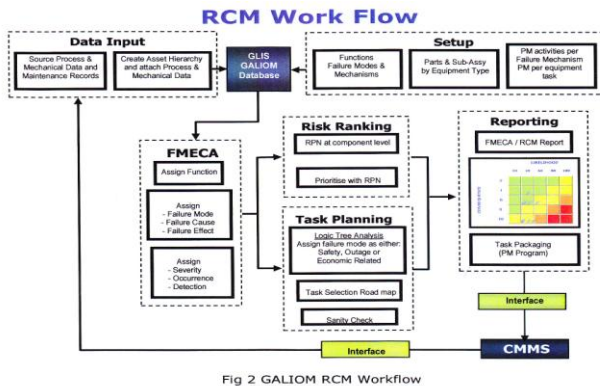 RCM Work Flow
Data Input
Source Process &
Mechanical Data and
Maintenance Records
Create Asset Hierarchy
and attach Process &
Mechanical Data
GLIS
GALIOM
Database
Setup
Functions
Failure Modes &
Mechanisms
Parts & Sub-Assy
by Equipment Type
PM activities per
Failure Mechanism
PM per equipment
task
FMECA
Assign Function
Assign
- Failure Mode
- Failure Cause
- Failure Effect
Assign
- Severity
- Occurrence
- Detection
Risk Ranking
RPN at component level
Prioritise with RPN
Task Planning
Logic Tree Analysis
Assign failure mode as either:
Safety, Outage or
Economic Related
Task Selection Road map
Sanity Check
Reporting
FMECA / RCM Report
Task Packaging
(PM Program)
Interface
CMMS
Interface
Fig 2 GALIOM RCM Workflow